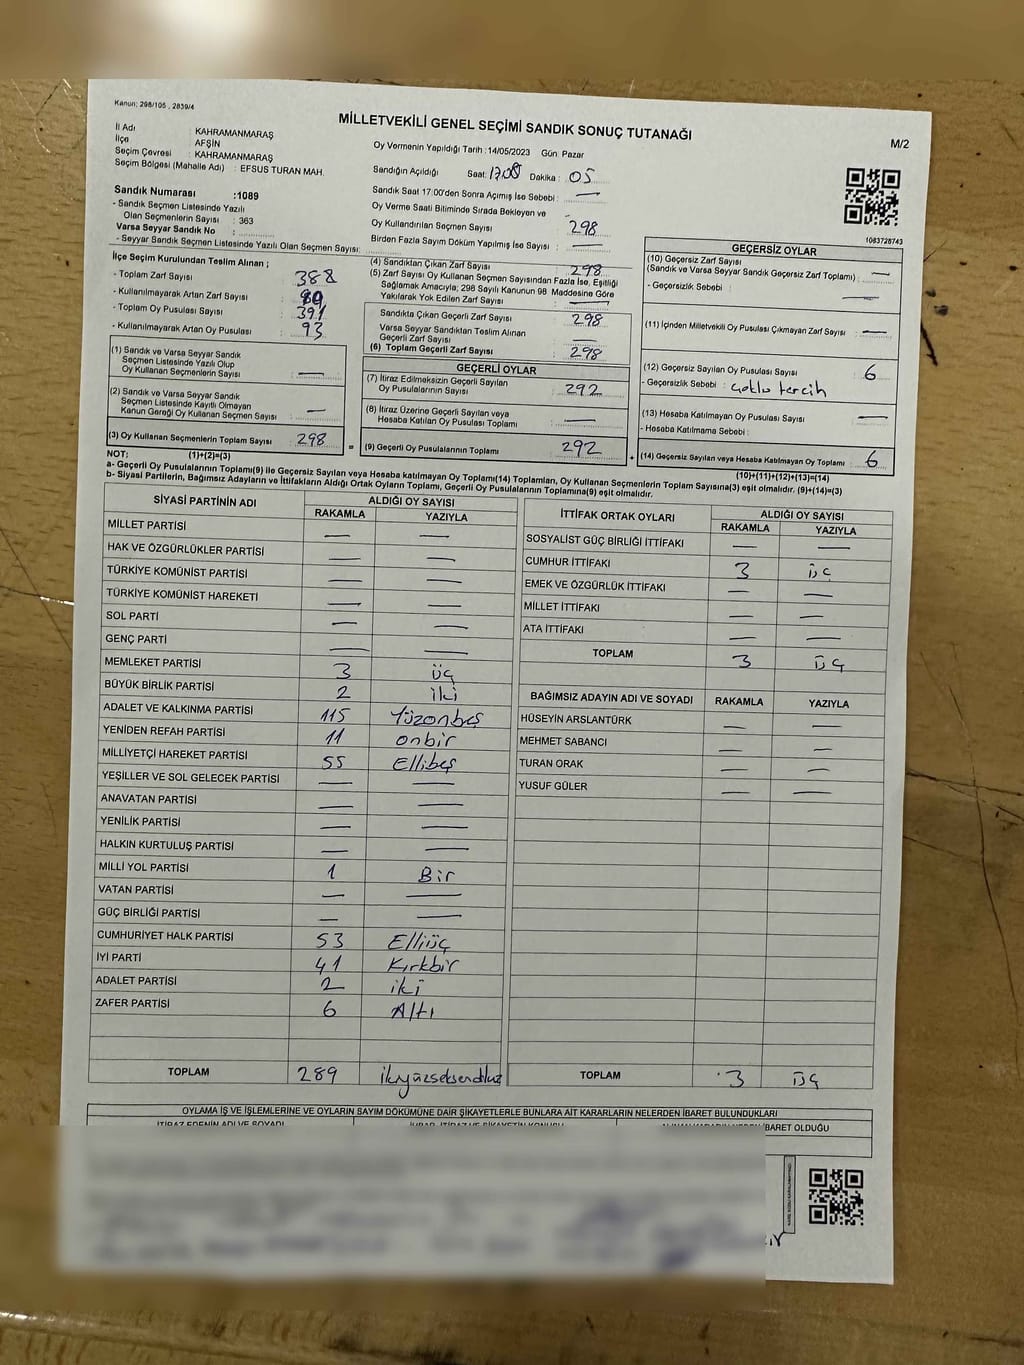 Kanun: 298/105 , 2839/4
MİLLETVEKİLİ GENEL SEÇİMİ SANDIK SONUÇ TUTANAĞI
M/2
İl Adı : KAHRAMANMARAŞ
İlçe : AFŞİN
Seçim Çevresi : KAHRAMANMARAŞ
Seçim Bölgesi (Mahalle Adı) : EFSUS TURAN MAH.
Sandık Numarası :1089
- Sandık Seçmen Listesinde Yazılı
Olan Seçmenlerin Sayısı : 363
Varsa Seyyar Sandık No :
- Seyyar Sandık Seçmen Listesinde Yazılı Olan Seçmen Sayısı:
Oy Vermenin Yapıldığı Tarih :14/05/2023 Gün: Pazar
Sandığın Açıldığı Saat: Dakika : 05
Sandık Saat 17:00'den Sonra Açımış İse Sebebi : —
Oy Verme Saati Bitiminde Sırada Bekleyen ve
Oy Kullandırılan Seçmen Sayısı : 298
Birden Fazla Sayım Döküm Yapılmış İse Sayısı : —
1083728743
İlçe Seçim Kurulundan Teslim Alınan ;
- Toplam Zarf Sayısı : 388
- Kullanılmayarak Artan Zarf Sayısı :
- Toplam Oy Pusulası Sayısı : 391
- Kullanılmayarak Artan Oy Pusulası : 93
(1) Sandık ve Varsa Seyyar Sandık
Seçmen Listesinde Yazılı Olup
Oy Kullanan Seçmenlerin Sayısı : —
(2) Sandık ve Varsa Seyyar Sandık
Seçmen Listesinde Kayıtlı Olmayan
Kanun Gereği Oy Kullanan Seçmen Sayısı : —
(3) Oy Kullanan Seçmenlerin Toplam Sayısı : 298
(4) Sandıktan Çıkan Zarf Sayısı : 298
(5) Zarf Sayısı Oy Kullanan Seçmen Sayısından Fazla İse, Eşitliği
Sağlamak Amacıyla; 298 Sayılı Kanunun 98 Maddesine Göre
Yakılarak Yok Edilen Zarf Sayısı : —
Sandıkta Çıkan Geçerli Zarf Sayısı : 298
Varsa Seyyar Sandıktan Teslim Alınan
Geçerli Zarf Sayısı : —
(6) Toplam Geçerli Zarf Sayısı : 298
GEÇERLİ OYLAR
(7) İtiraz Edilmeksizin Geçerli Sayılan
Oy Pusulalarının Sayısı : 292
(8) İtiraz Üzerine Geçerli Sayılan veya
Hesaba Katılan Oy Pusulası Toplamı : —
= (9) Geçerli Oy Pusulalarının Toplamı : 292 +
GEÇERSİZ OYLAR
(10) Geçersiz Zarf Sayısı
(Sandık ve Varsa Seyyar Sandık Geçersiz Zarf Toplamı) : —
- Geçersizlik Sebebi : —
(11) İçinden Milletvekili Oy Pusulası Çıkmayan Zarf Sayısı : —
(12) Geçersiz Sayılan Oy Pusulası Sayısı : 6
- Geçersizlik Sebebi : çoklu tercih
(13) Hesaba Katılmayan Oy Pusulası Sayısı : —
- Hesaba Katılmama Sebebi :
(14) Geçersiz Sayılan veya Hesaba Katılmayan Oy Toplamı : 6
NOT; (1)+(2)=(3) (10)+(11)+(12)+(13)=(14)
a- Geçerli Oy Pusulalarının Toplamı(9) ile Geçersiz Sayılan veya Hesaba katılmayan Oy Toplamı(14) Toplamları, Oy Kullanan Seçmenlerin Toplam Sayısına(3) eşit olmalıdır. (9)+(14)=(3)
b- Siyasi Partilerin, Bağımsız Adayların ve İttifakların Aldığı Ortak Oyların Toplamı, Geçerli Oy Pusulalarının Toplamına(9) eşit olmalıdır.
SİYASİ PARTİNİN ADI ALDIĞI OY SAYISI
RAKAMLA YAZIYLA
MİLLET PARTİSİ — —
HAK VE ÖZGÜRLÜKLER PARTİSİ — —
TÜRKİYE KOMÜNİST PARTİSİ — —
TÜRKİYE KOMÜNİST HAREKETİ — —
SOL PARTİ — —
GENÇ PARTİ — —
MEMLEKET PARTİSİ 3 üç
BÜYÜK BİRLİK PARTİSİ 2 iki
ADALET VE KALKINMA PARTİSİ 115 Yüzonbeş
YENİDEN REFAH PARTİSİ 11 onbir
MİLLİYETÇİ HAREKET PARTİSİ 55 Ellibeş
YEŞİLLER VE SOL GELECEK PARTİSİ — —
ANAVATAN PARTİSİ — —
YENİLİK PARTİSİ — —
HALKIN KURTULUŞ PARTİSİ — —
MİLLİ YOL PARTİSİ 1 Bir
VATAN PARTİSİ — —
GÜÇ BİRLİĞİ PARTİSİ — —
CUMHURİYET HALK PARTİSİ 53 Elliüç
İYİ PARTİ 41 Kırkbir
ADALET PARTİSİ 2 iki
ZAFER PARTİSİ 6 Altı
TOPLAM 289 ikiyüzseksendokuz
İTTİFAK ORTAK OYLARI ALDIĞI OY SAYISI
RAKAMLA YAZIYLA
SOSYALİST GÜÇ BİRLİĞİ İTTİFAKI — —
CUMHUR İTTİFAKI 3 üç
EMEK VE ÖZGÜRLÜK İTTİFAKI — —
MİLLET İTTİFAKI — —
ATA İTTİFAKI — —
TOPLAM 3 üç
BAĞIMSIZ ADAYIN ADI VE SOYADI RAKAMLA YAZIYLA
HÜSEYİN ARSLANTÜRK — —
MEHMET SABANCI — —
TURAN ORAK — —
YUSUF GÜLER — —
TOPLAM 3 üç
OYLAMA İŞ VE İŞLEMLERİNE VE OYLARIN SAYIM DÖKÜMÜNE DAİR ŞİKAYETLERLE BUNLARA AİT KARARLARIN NELERDEN İBARET BULUNDUKLARI
İTİRAZ EDENİN ADI VE SOYADI İBARET OLDUĞU